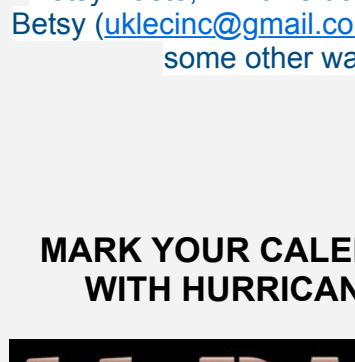 Betsy (uklecinc@gmail.co
some other wa
MARK YOUR CALE
WITH HURRICAN